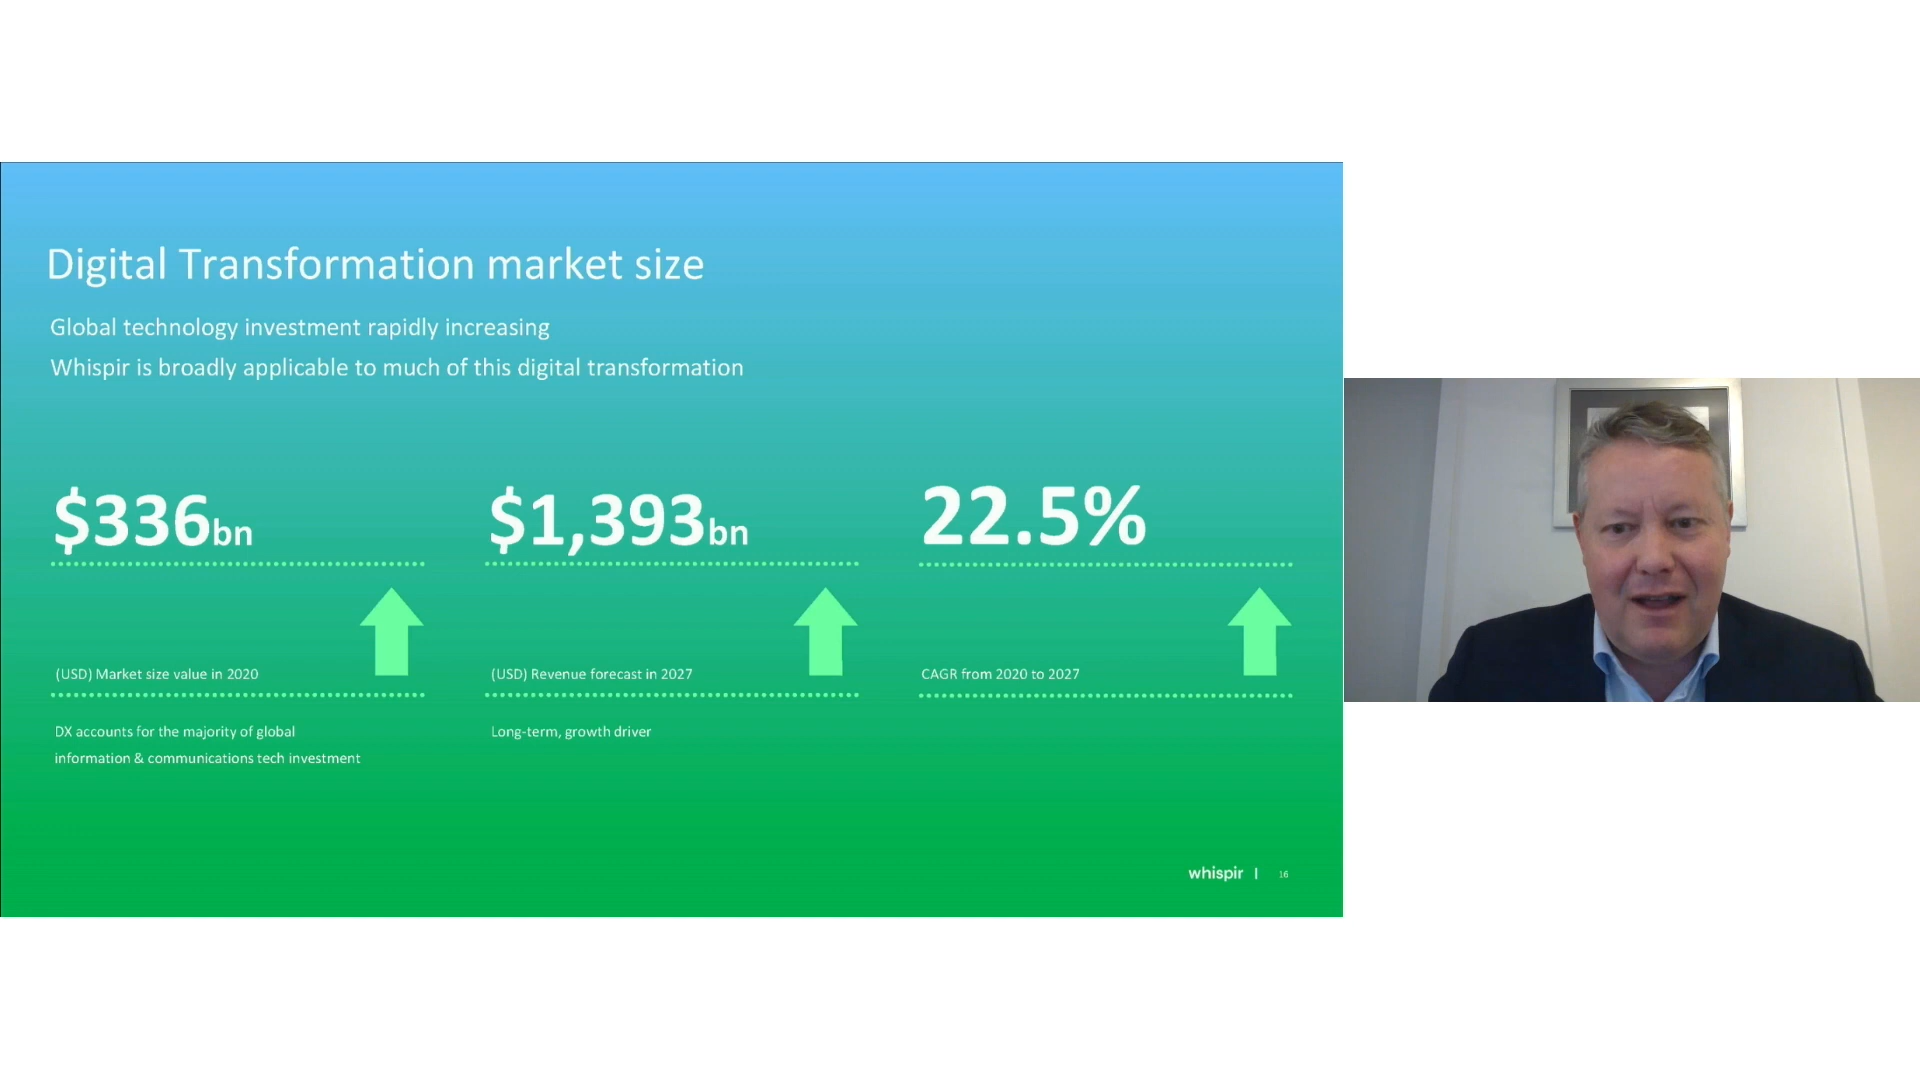 Digital Transformation market size
Global technology investment rapidly increasing
Whispir is broadly applicable to much of this digital transformation
$336bn
$1,393bn
22.5%
(USD) Market size value in 2020
(USD) Revenue forecast in 2027
CAGR from 2020 to 2027
DX accounts for the majority of global
information & communications tech investment
Long-term, growth driver
whispir | 16